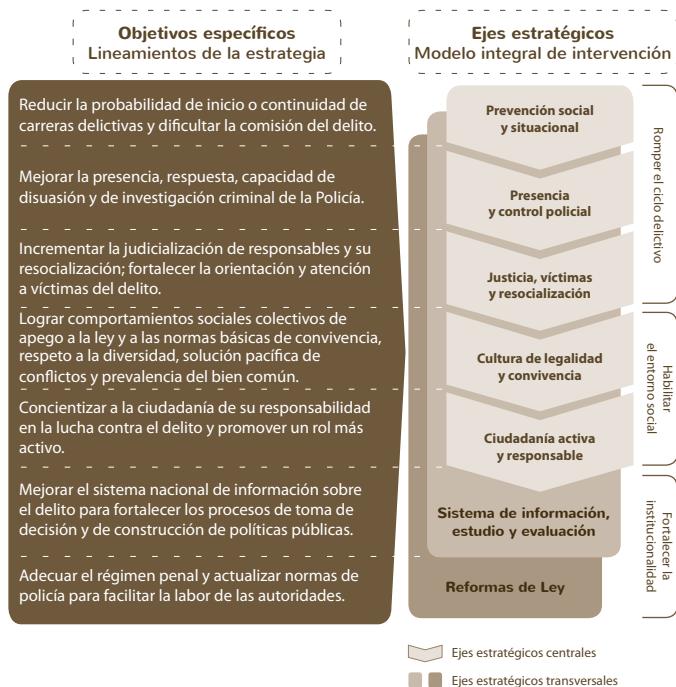 Objetivos específicos
Lineamientos de la estrategia
Ejes estratégicos
Modelo integral de intervención
Reducir la probabilidad de inicio o continuidad de
carreras delictivas y dificultar la comisión del delito.
Mejorar la presencia, respuesta, capacidad de
disuasión y de investigación criminal de la Policía.
Incrementar la judicialización de responsables y su
resocialización; fortalecer la orientación y atención
a víctimas del delito.
Lograr comportamientos sociales colectivos de
apego a la ley y a las normas básicas de convivencia,
respeto a la diversidad, solución pacífica de
conflictos y prevalencia del bien común.
Concientizar a la ciudadanía de su responsabilidad
en la lucha contra el delito y promover un rol más
activo.
Mejorar el sistema nacional de información sobre
el delito para fortalecer los procesos de toma de
decisión y de construcción de políticas públicas.
Adecuar el régimen penal y actualizar normas de
policía para facilitar la labor de las autoridades.
Prevención social
y situacional
Presencia
y control policial
Justicia, víctimas
y resocialización
Cultura de legalidad
y convivencia
Ciudadanía activa
y responsable
Sistema de información,
estudio y evaluación
Reformas de Ley
Romper el ciclo delictivo
Habilitar
el entorno social
Fortalecer la
institucionalidad
Ejes estratégicos centrales
Ejes estratégicos transversales